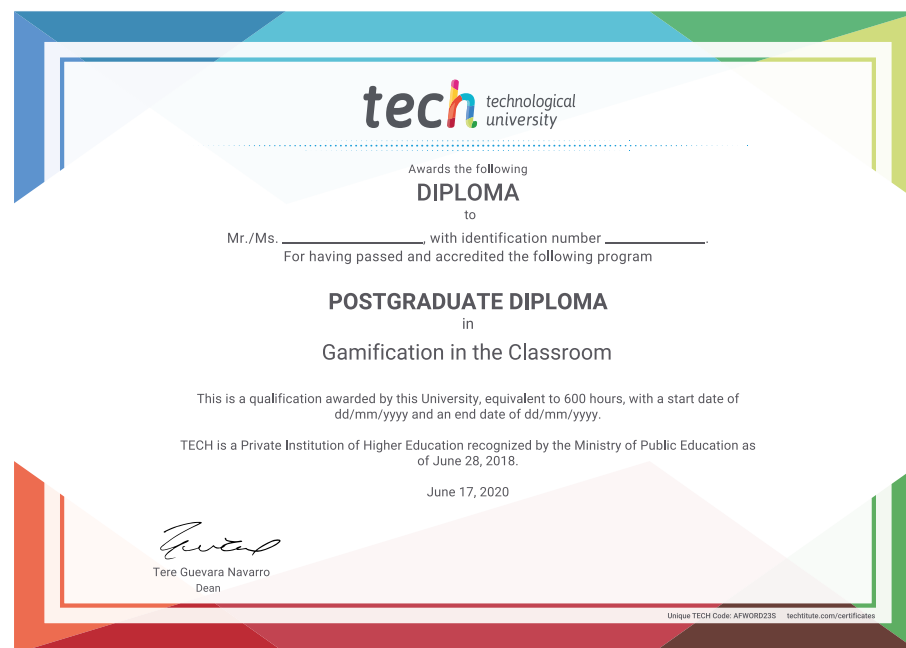 tech technological
university
Awards the following
DIPLOMA
to
Mr./Ms. ____________, with identification number ____________.
For having passed and accredited the following program
POSTGRADUATE DIPLOMA
in
Gamification in the Classroom
This is a qualification awarded by this University, equivalent to 600 hours, with a start date of
dd/mm/yyyy and an end date of dd/mm/yyyy.
TECH is a Private Institution of Higher Education recognized by the Ministry of Public Education as
of June 28, 2018.
June 17, 2020
Tere Guevara Navarro
Dean
Unique TECH Code: AFWORD23S techtitute.com/certificates